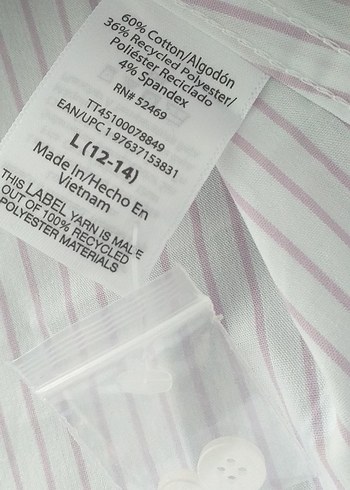 60% Cotton/Algodón
36% Recycled Polyester/
Poliéster Reciclado
4% Spandex
RN# 52469
TT45100078849
EAN/UPC 1 97637153831
L (12-14)
Made In/Hecho En
Vietnam
THIS LABEL YARN IS MADE
OUT OF 100% RECYCLED
POLYESTER MATERIALS